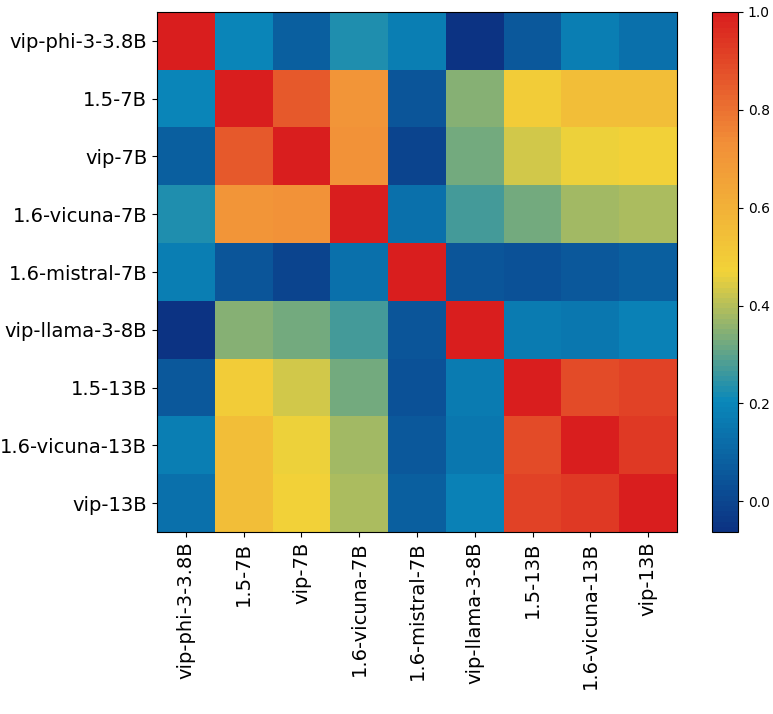 vip-phi-3-3.8B
1.5-7B
vip-7B
1.6-vicuna-7B
1.6-mistral-7B
vip-llama-3-8B
1.5-13B
1.6-vicuna-13B
vip-13B
vip-phi-3-3.8B
1.5-7B
vip-7B
1.6-vicuna-7B
1.6-mistral-7B
vip-llama-3-8B
1.5-13B
1.6-vicuna-13B
vip-13B
1.0
0.8
0.6
0.4
0.2
0.0